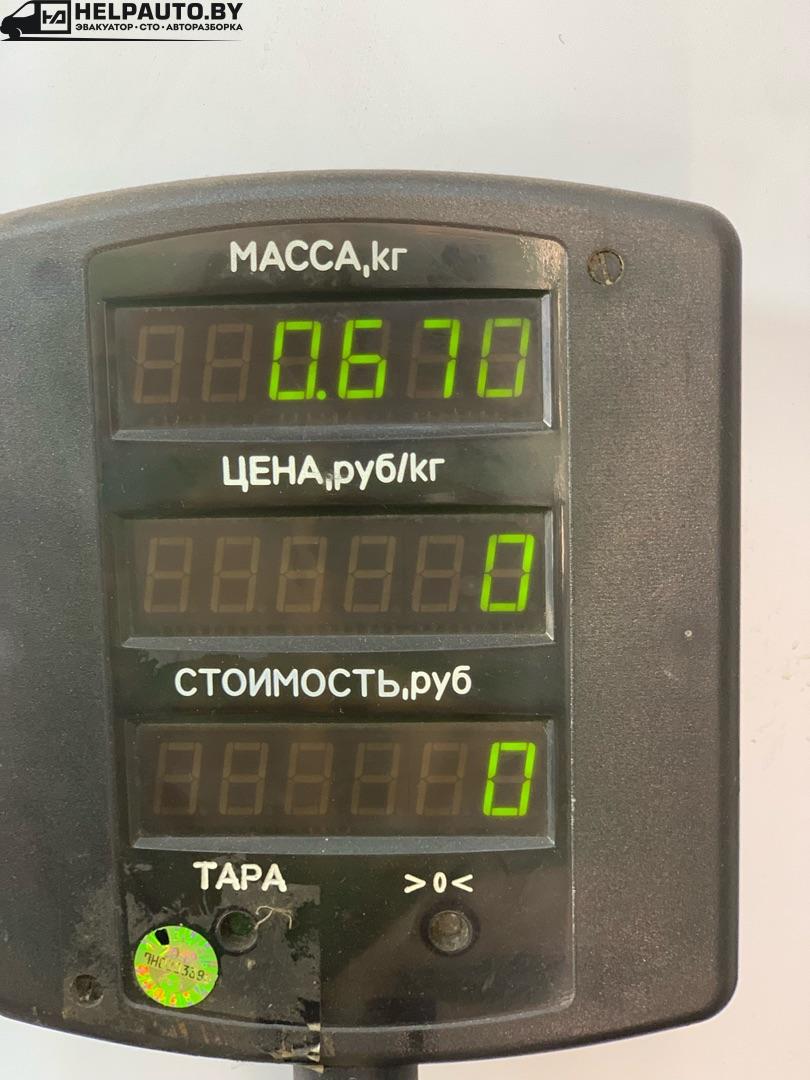 HELPAUTO.BY
ЭВАКУАТОР•СТО•АВТОРАЗБОРКА
МАССА,кг
0.670
ЦЕНА,руб/кг
0
СТОИМОСТЬ,руб
0
ТАРА >0<